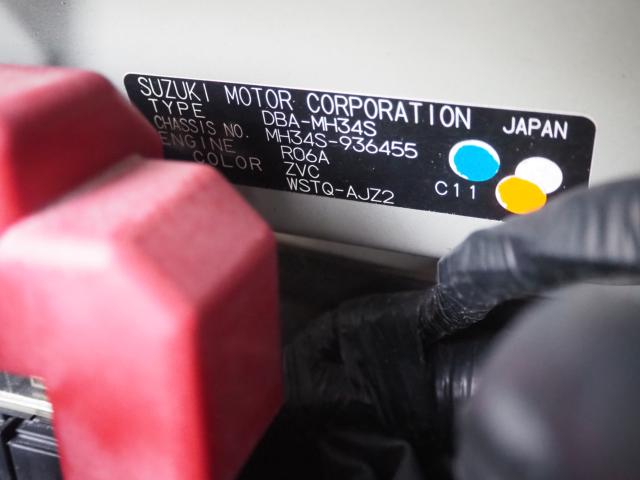 SUZUKI MOTOR CORPORATION JAPAN
TYPE DBA-MH34S
CHASSIS NO. MH34S-936455
ENGINE R06A
COLOR ZVC
WSTQ-AJZ2 C11